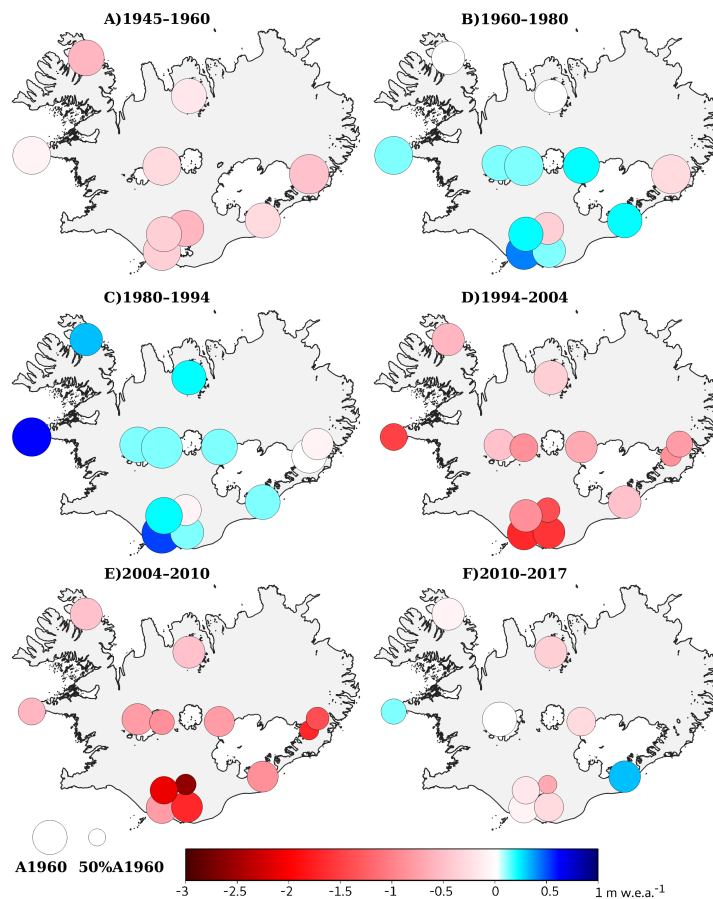 A)1945–1960
B)1960–1980
C)1980–1994
D)1994–2004
E)2004–2010
F)2010–2017
A1960 50%A1960
-3 -2.5 -2 -1.5 -1 -0.5 0 0.5 1 m w.e.a.-1